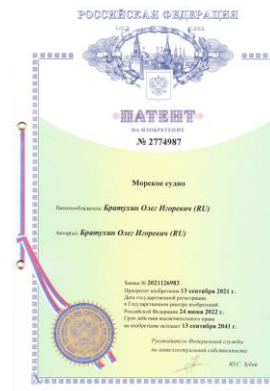 РОССИЙСКАЯ ФЕДЕРАЦИЯ
ПАТЕНТ
НА ИЗОБРЕТЕНИЕ
№ 2774987
Морское судно
Патентообладатель: Братухин Олег Игоревич (RU)
Автор(ы): Братухин Олег Игоревич (RU)
Заявка № 2021126983
Приоритет изобретения 13 сентября 2021 г.
Дата государственной регистрации
в Государственном реестре изобретений
Российской Федерации 24 июня 2022 г.
Срок действия исключительного права
на изобретение истекает 13 сентября 2041 г.
Руководитель Федеральной службы
по интеллектуальной собственности
Ю.С. Зубов